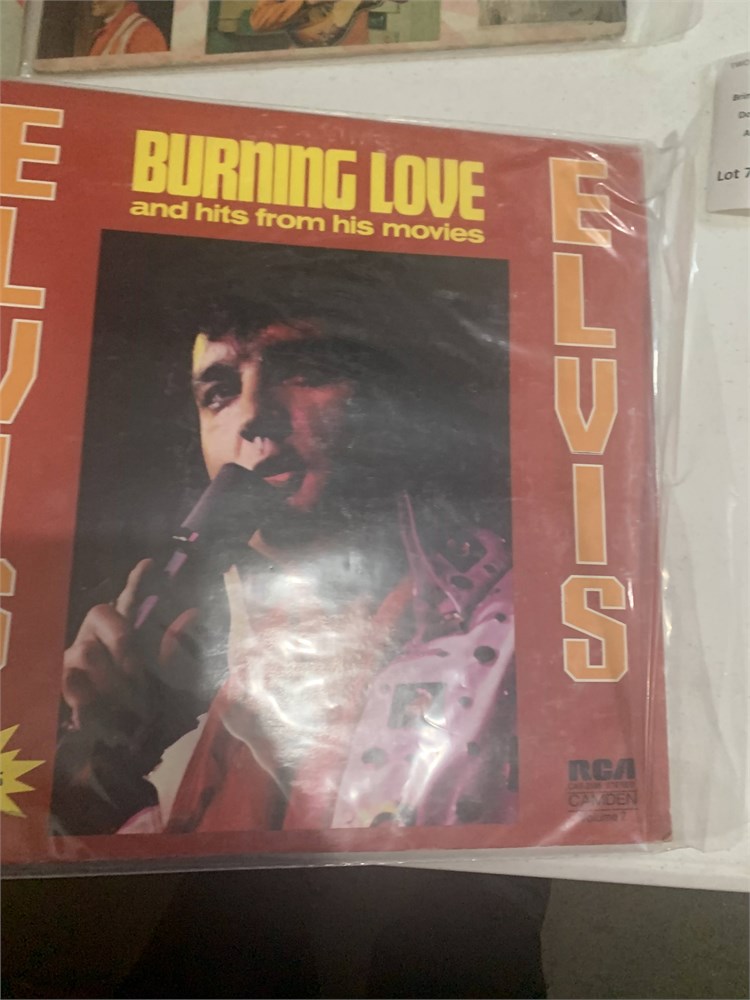 BURNING LOVE
and hits from his movies
ELVIS
ELVIS
RCA
CAMDEN
Lot 7